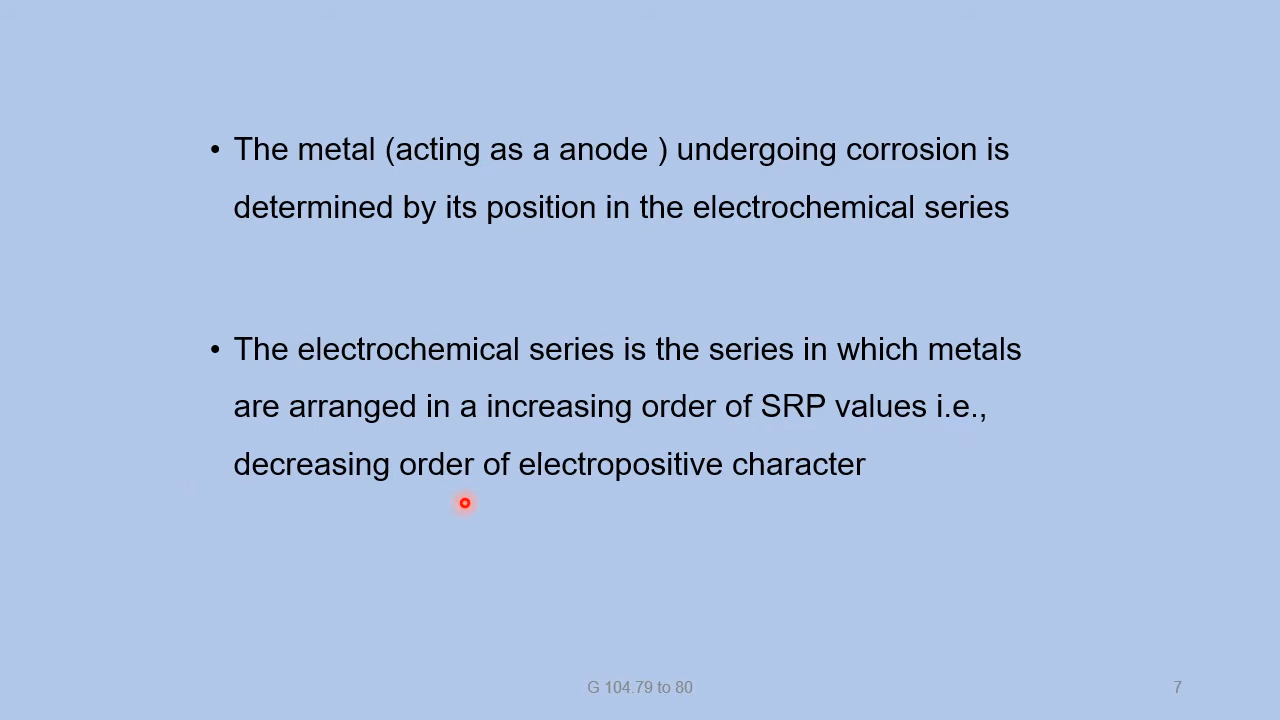 • The metal (acting as a anode ) undergoing corrosion is
determined by its position in the electrochemical series
• The electrochemical series is the series in which metals
are arranged in a increasing order of SRP values i.e.,
decreasing order of electropositive character
G 104.79 to 80
7